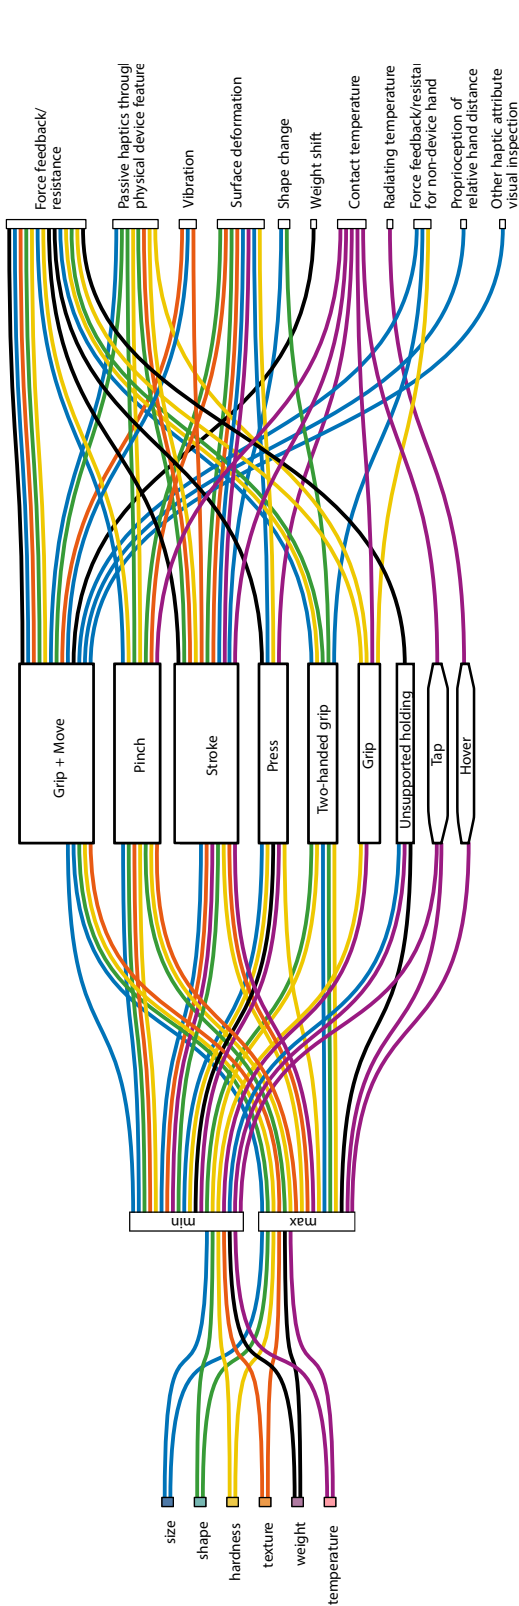 Force feedback/
resistance
Passive haptics through
physical device feature
Vibration
Surface deformation
Shape change
Weight shift
Contact temperature
Radiating temperature
Force feedback/resista
for non-device hand
Proprioception of
relative hand distance
Other haptic attribute
visual inspection
Grip + Move
Pinch
Stroke
Press
Two-handed grip
Grip
Unsupported holding
Tap
Hover
min
max
size
shape
hardness
texture
weight
temperature